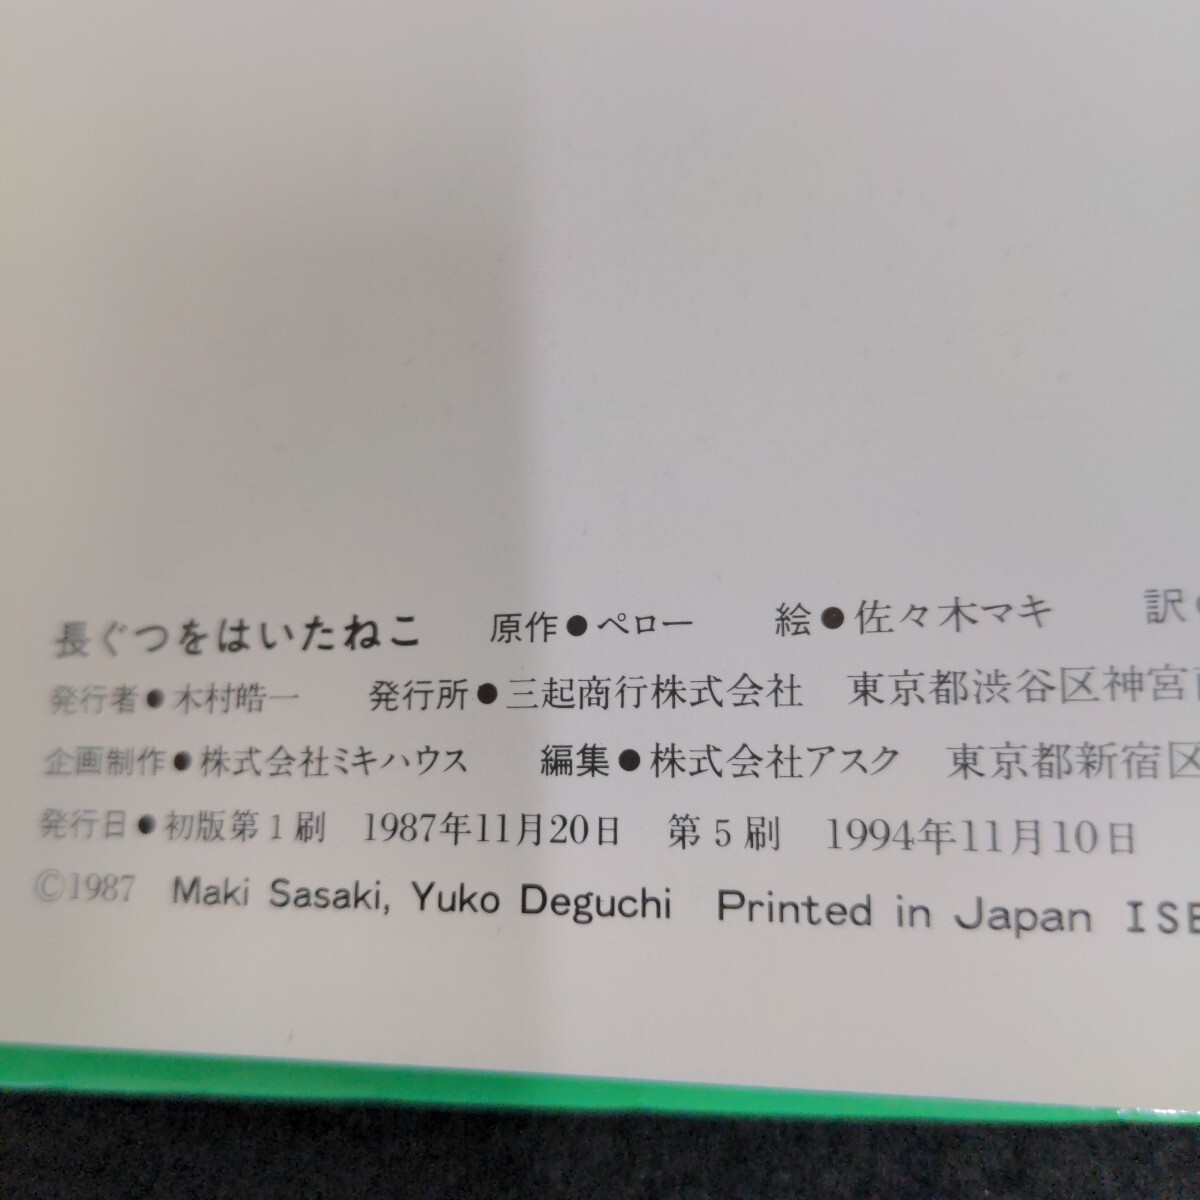 長ぐつをはいたねこ 原作●ペロー 絵●佐々木マキ 訳●
発行者●木村皓一 発行所●三起商行株式会社 東京都渋谷区神宮
企画制作●株式会社ミキハウス 編集●株式会社アスク 東京都新宿区
発行日●初版第1刷 1987年11月20日 第5刷 1994年11月10日
©1987 Maki Sasaki, Yuko Deguchi Printed in Japan ISB